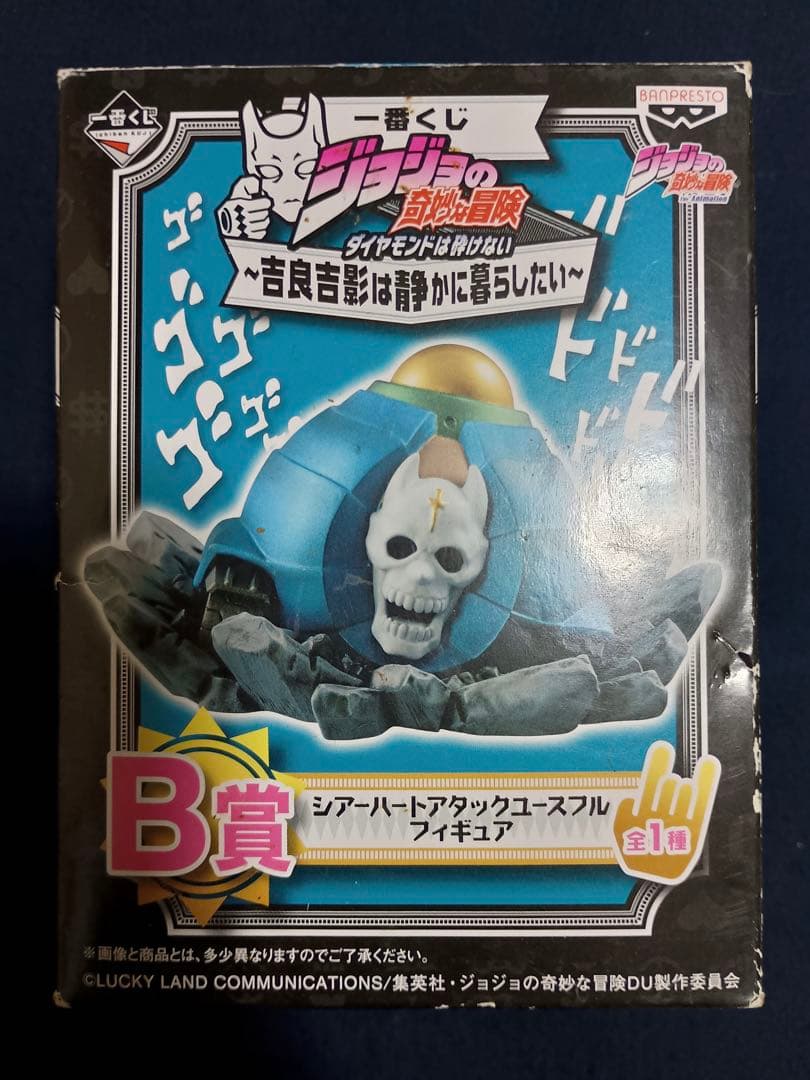 一番くじ
Ichiban KUJI
一番くじ
ジョジョの
奇妙な冒険
ダイヤモンドは砕けない
～吉良吉影は静かに暮らしたい～
BANPRESTO
ジョジョの
奇妙な冒険
the Animation
ゴゴゴゴゴ
ドドドドド
B賞
シアーハートアタックユースフル
フィギュア
全1種
※画像と商品とは、多少異なりますのでご了承ください。
©LUCKY LAND COMMUNICATIONS/集英社・ジョジョの奇妙な冒険DU製作委員会